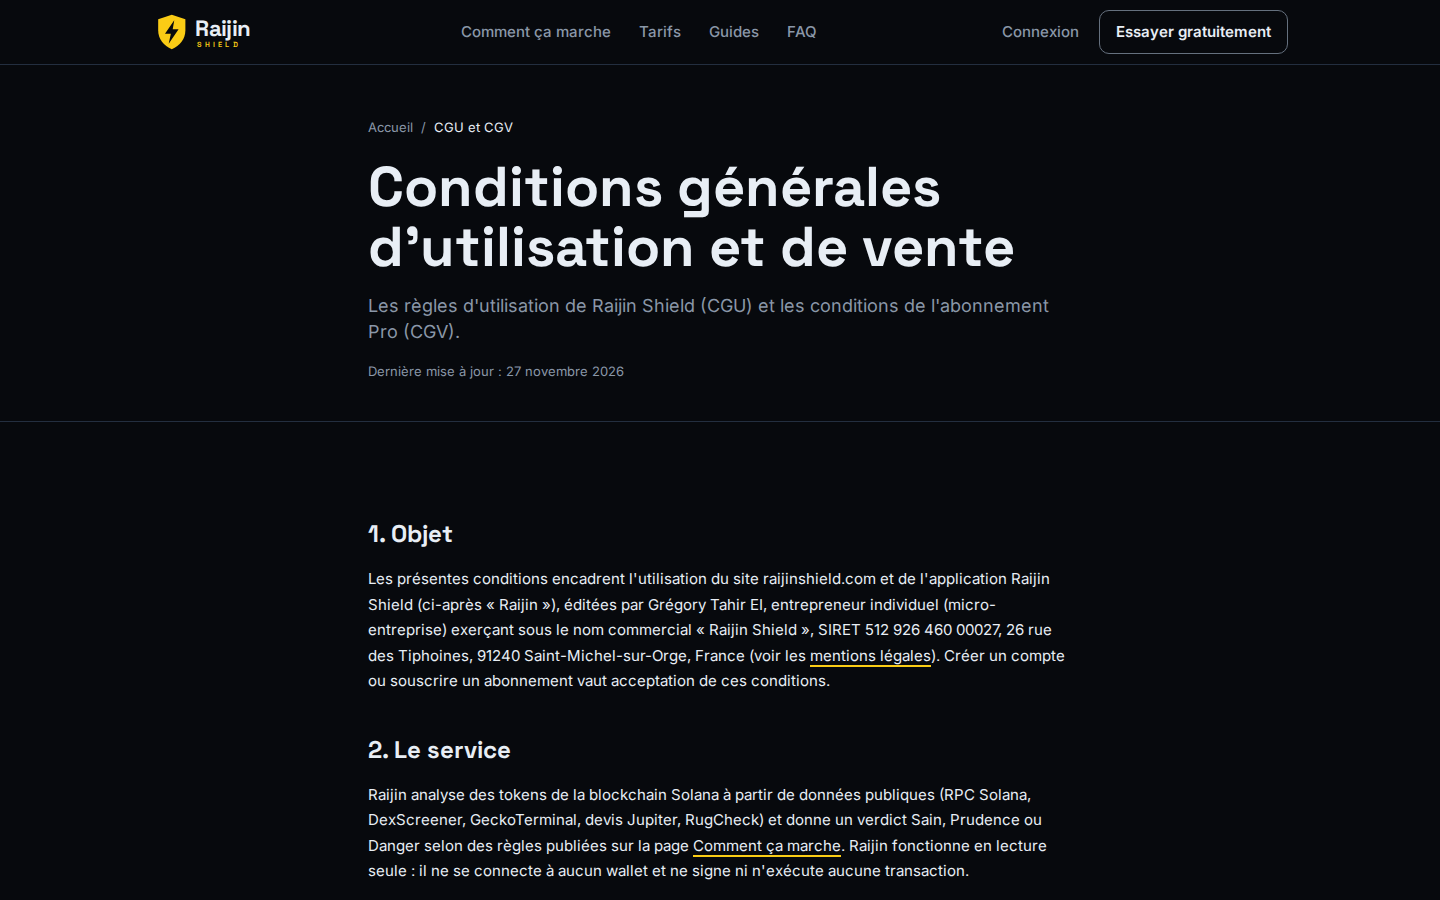 Raijin
SHIELD
Comment ça marche
Tarifs
Guides
FAQ
Connexion
Essayer gratuitement
Accueil / CGU et CGV
Conditions générales
d’utilisation et de vente
Les règles d'utilisation de Raijin Shield (CGU) et les conditions de l'abonnement
Pro (CGV).
Dernière mise à jour : 27 novembre 2026
1. Objet
Les présentes conditions encadrent l'utilisation du site raijinshield.com et de l'application Raijin
Shield (ci-après « Raijin »), éditées par Grégory Tahir EI, entrepreneur individuel (micro-
entreprise) exerçant sous le nom commercial « Raijin Shield », SIRET 512 926 460 00027, 26 rue
des Tiphoines, 91240 Saint-Michel-sur-Orge, France (voir les mentions légales). Créer un compte
ou souscrire un abonnement vaut acceptation de ces conditions.
2. Le service
Raijin analyse des tokens de la blockchain Solana à partir de données publiques (RPC Solana,
DexScreener, GeckoTerminal, devis Jupiter, RugCheck) et donne un verdict Sain, Prudence ou
Danger selon des règles publiées sur la page Comment ça marche. Raijin fonctionne en lecture
seule : il ne se connecte à aucun wallet et ne signe ni n'exécute aucune transaction.